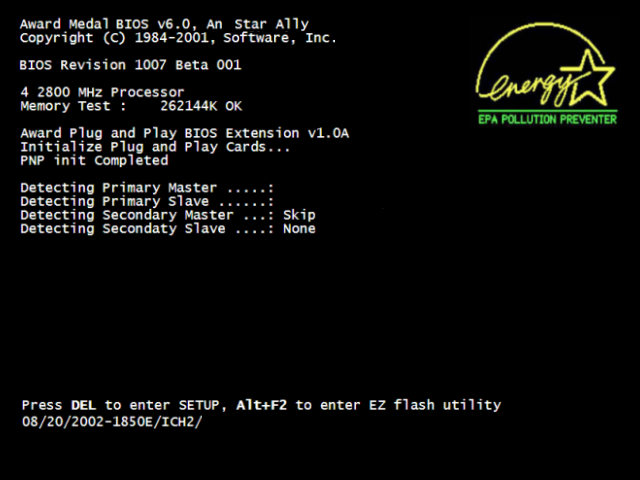 Award Medal BIOS v6.0, An Star Ally
Copyright (C) 1984-2001, Software, Inc.
BIOS Revision 1007 Beta 001
4 2800 MHz Processor
Memory Test : 262144K OK
Award Plug and Play BIOS Extension v1.0A
Initialize Plug and Play Cards...
PNP init Completed
Detecting Primary Master .....:
Detecting Primary Slave ......:
Detecting Secondary Master ...: Skip
Detecting Secondaty Slave ....: None
energy
EPA POLLUTION PREVENTER
Press DEL to enter SETUP, Alt+F2 to enter EZ flash utility
08/20/2002-1850E/ICH2/